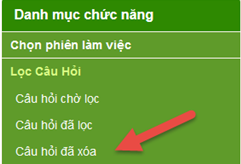 Danh mục chức năng
Chọn phiên làm việc
Lọc Câu Hỏi
Câu hỏi chờ lọc
Câu hỏi đã lọc
Câu hỏi đã xóa